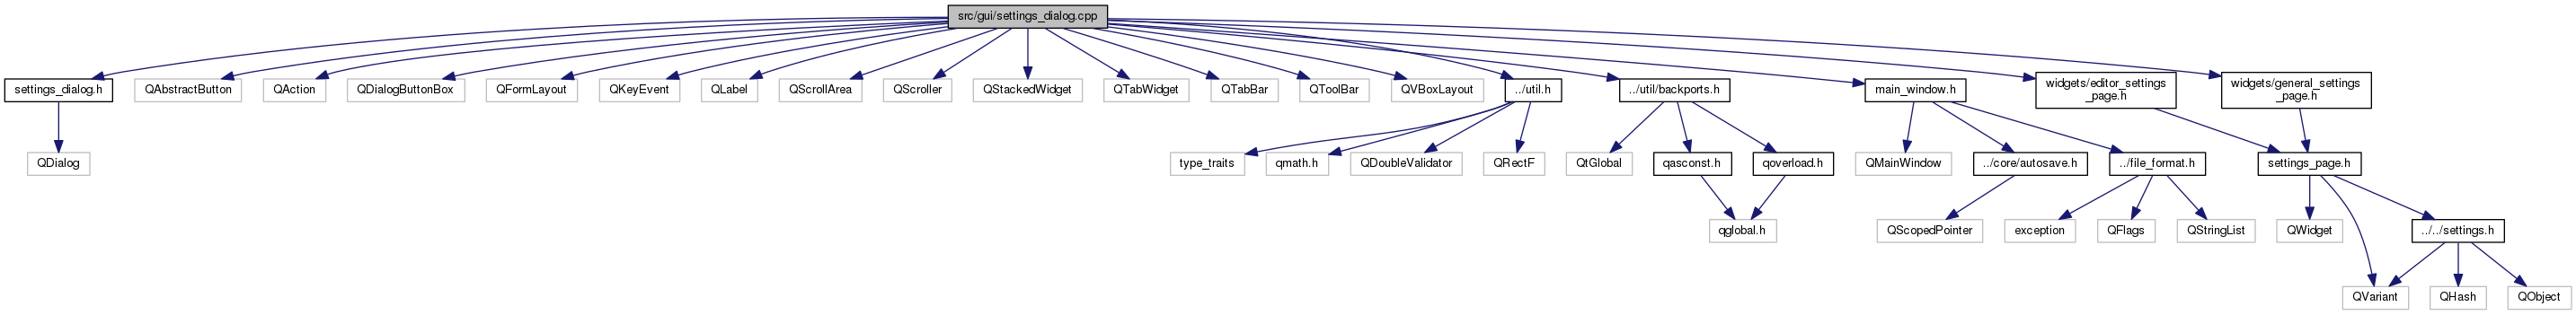 src/gui/settings_dialog.cpp
settings_dialog.h
QAbstractButton
QAction
QDialogButtonBox
QFormLayout
QKeyEvent
QLabel
QScrollArea
QScroller
QStackedWidget
QTabWidget
QTabBar
QToolBar
QVBoxLayout
../util.h
../util/backports.h
main_window.h
widgets/editor_settings
_page.h
widgets/general_settings
_page.h
QDialog
type_traits
qmath.h
QDoubleValidator
QRectF
QtGlobal
qasconst.h
qoverload.h
QMainWindow
../core/autosave.h
../file_format.h
settings_page.h
qglobal.h
QScopedPointer
exception
QFlags
QStringList
QWidget
../../settings.h
QVariant
QHash
QObject